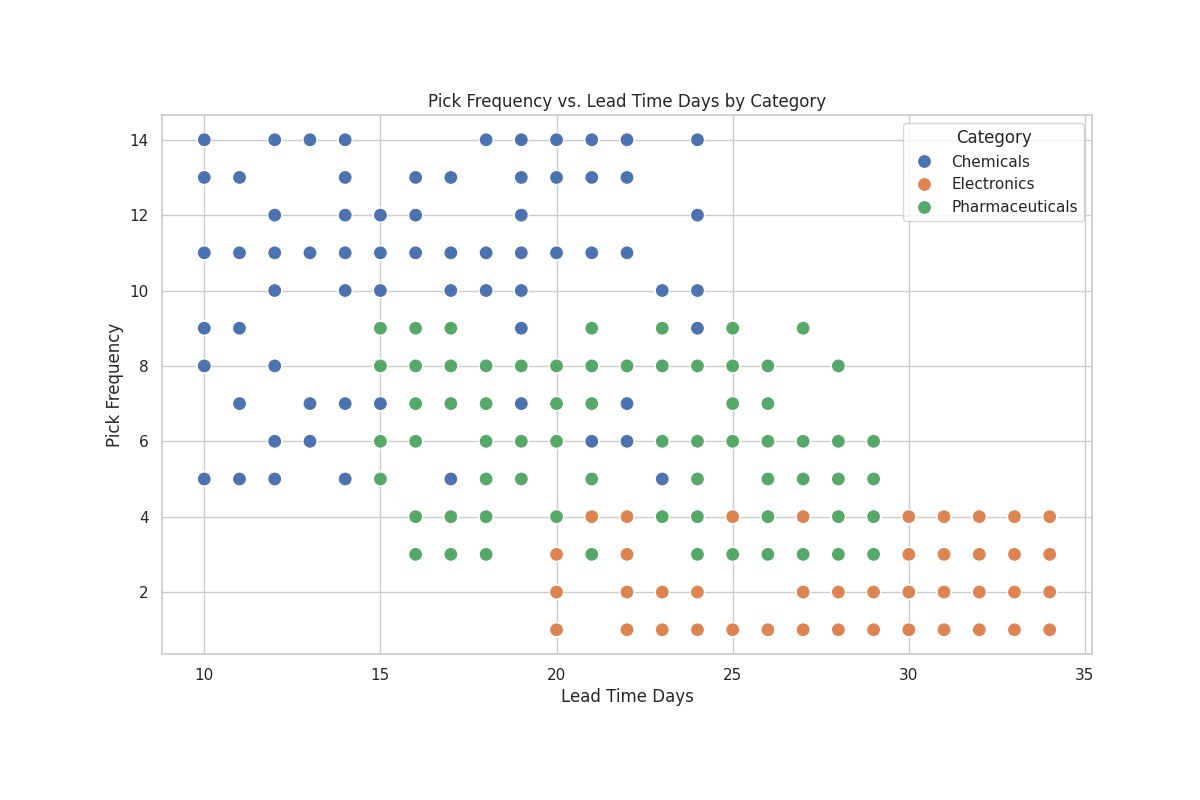 Pick Frequency vs. Lead Time Days by Category
Category
Chemicals
Electronics
Pharmaceuticals
Pick Frequency
14
12
10
8
6
4
2
10 15 20 25 30 35
Lead Time Days